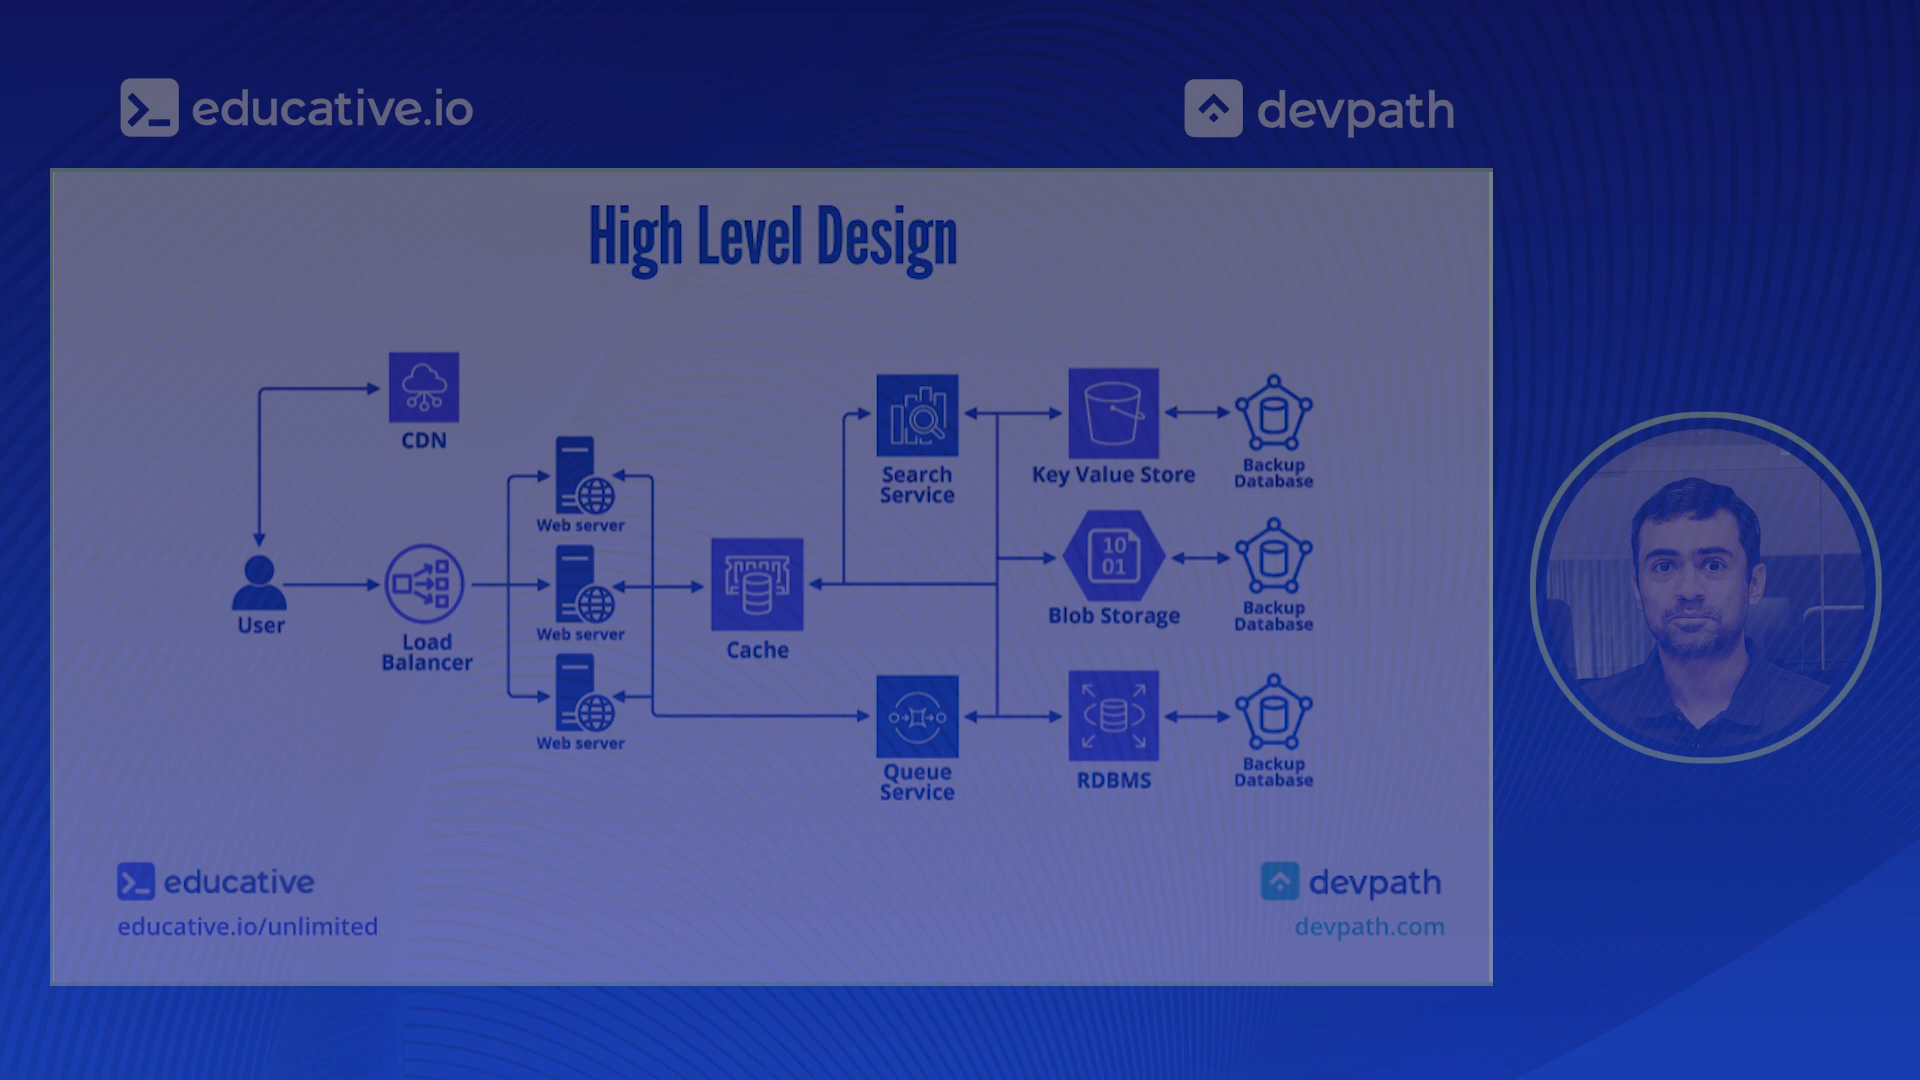 educative.io
devpath
High Level Design
CDN
Search
Service
Key Value Store
Backup
Database
Web server
User
Load
Balancer
Web server
Cache
10
01
Blob Storage
Backup
Database
Web server
Queue
Service
RDBMS
Backup
Database
educative
educative.io/unlimited
devpath
devpath.com